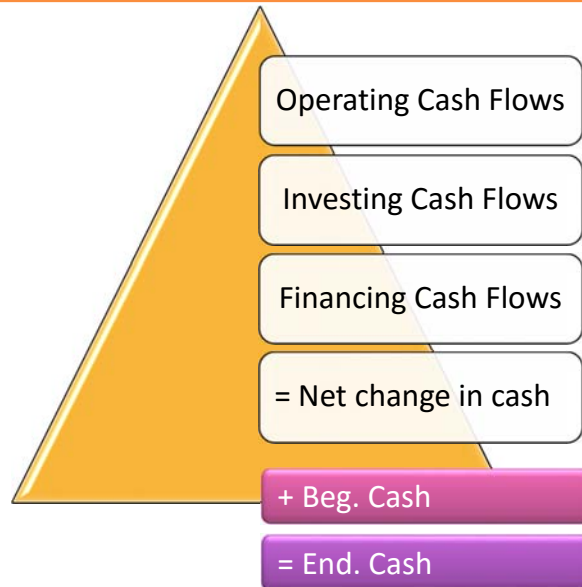 Operating Cash Flows
Investing Cash Flows
Financing Cash Flows
= Net change in cash
+ Beg. Cash
= End. Cash